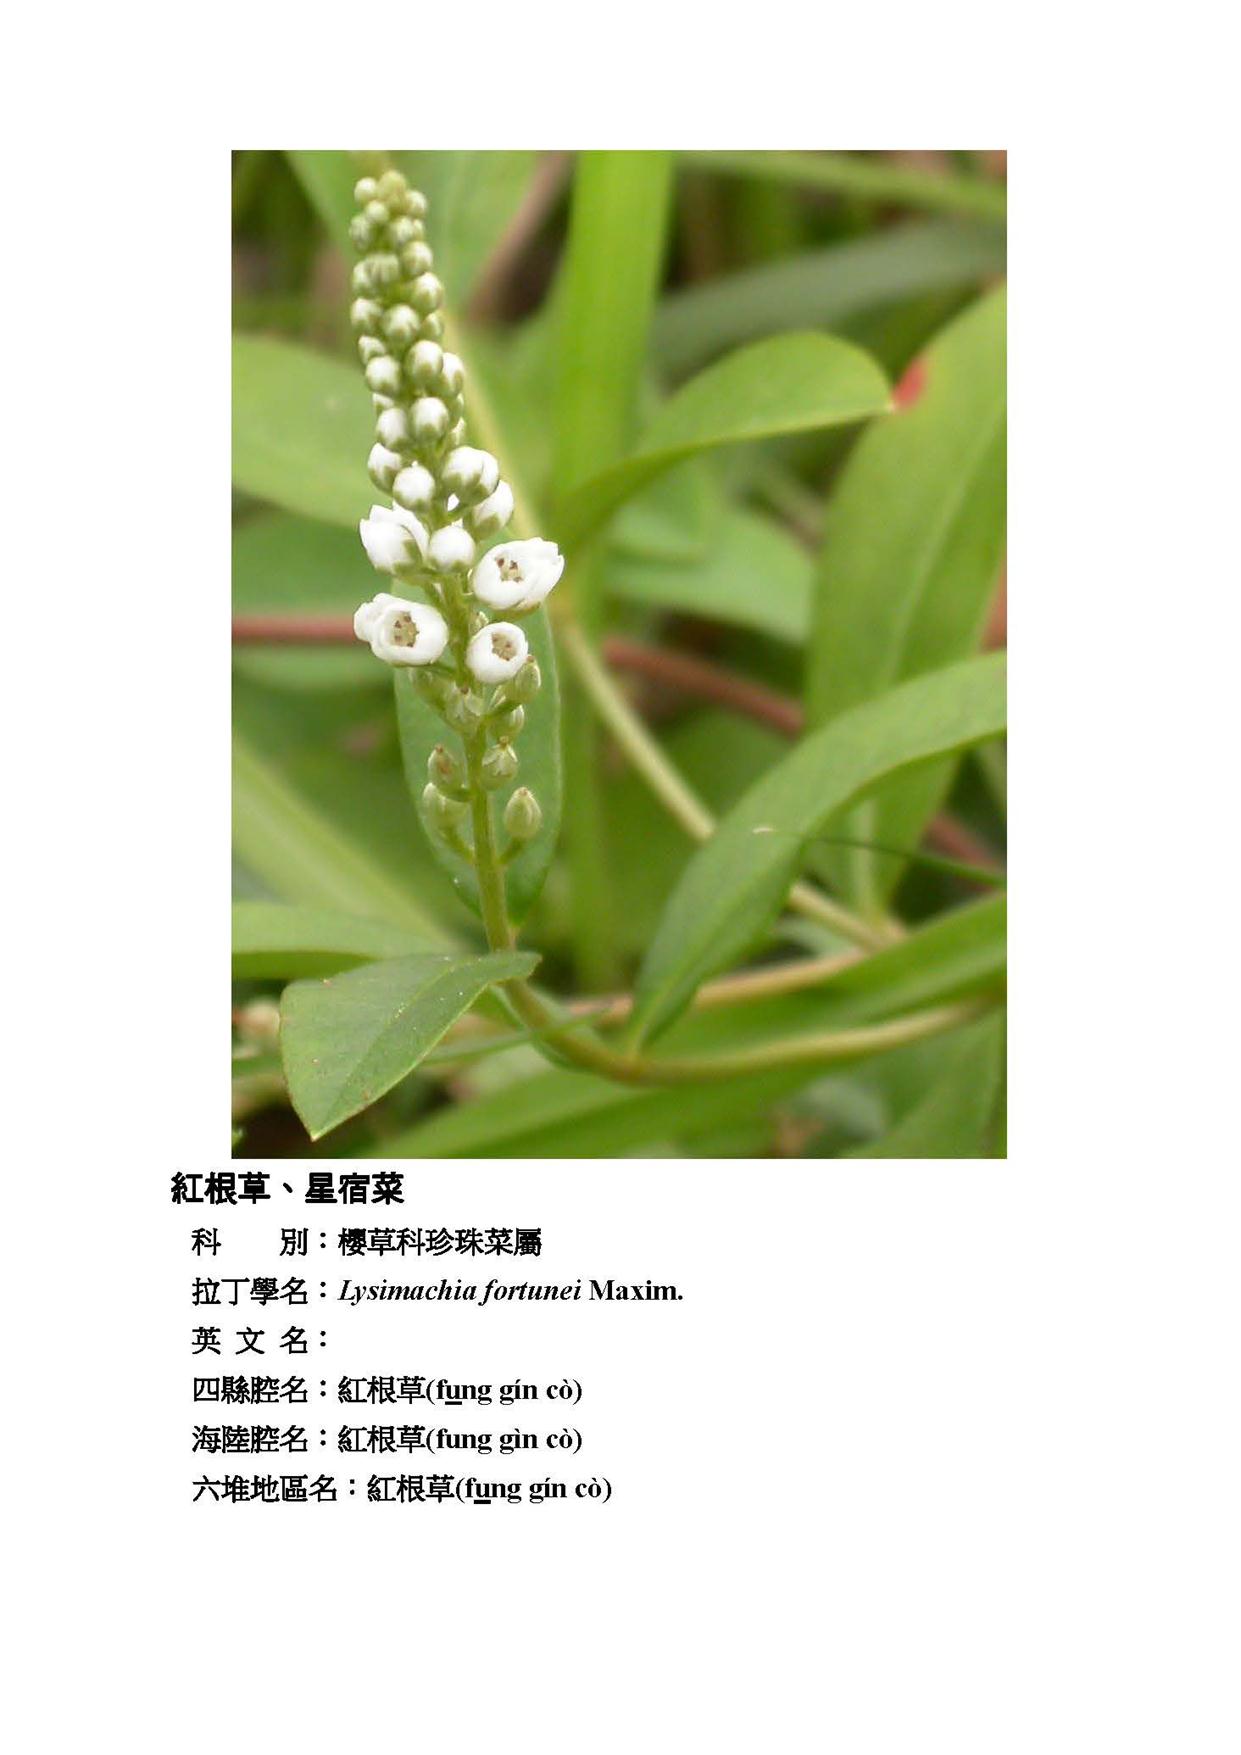 紅根草、星宿菜
科　　別：櫻草科珍珠菜屬
拉丁學名：Lysimachia fortunei Maxim.
英 文 名：
四縣腔名：紅根草(fung gín cò)
海陸腔名：紅根草(fung gìn cò)
六堆地區名：紅根草(fung gín cò)